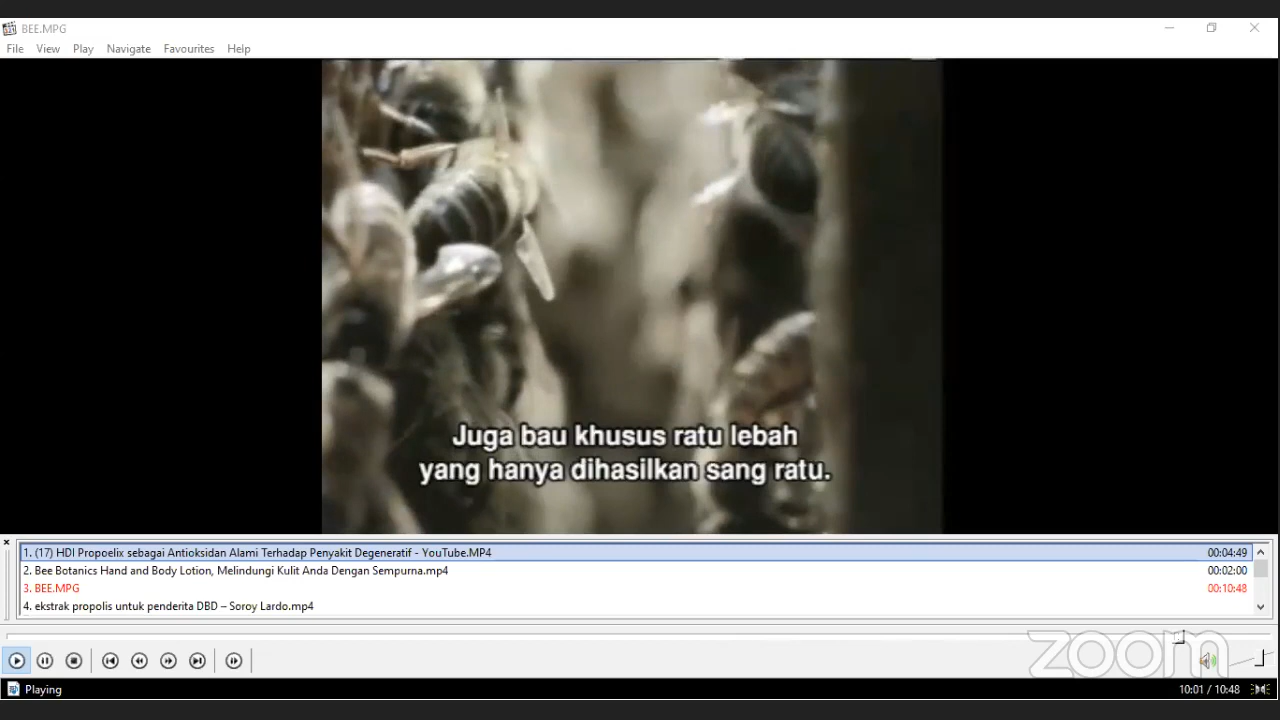 BEE.MPG
File View Play Navigate Favourites Help
Juga bau khusus ratu lebah
yang hanya dihasilkan sang ratu.
1. (17) HDI Propoelix sebagai Antioksidan Alami Terhadap Penyakit Degeneratif - YouTube.MP4 00:04:49
2. Bee Botanics Hand and Body Lotion, Melindungi Kulit Anda Dengan Sempurna.mp4 00:02:00
3. BEE.MPG 00:10:48
4. ekstrak propolis untuk penderita DBD – Soroy Lardo.mp4
zoom
Playing 10:01 / 10:48